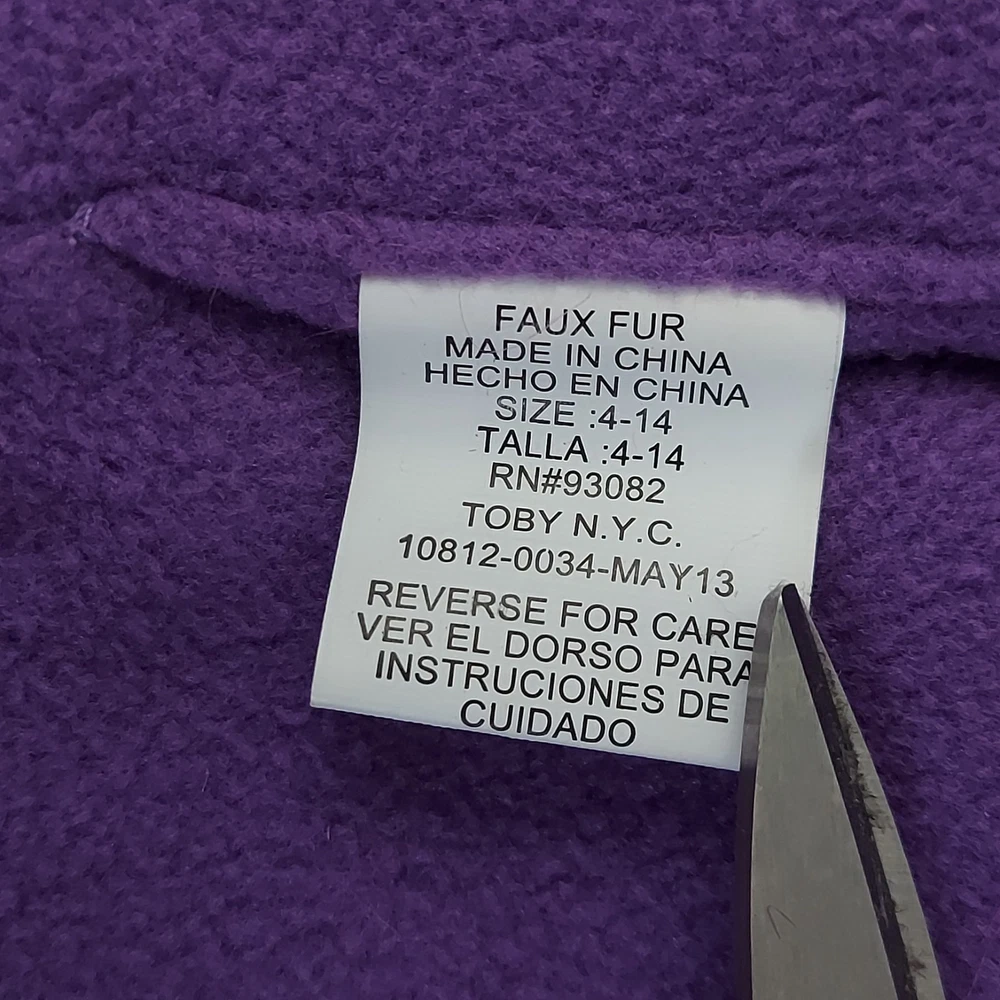 FAUX FUR
MADE IN CHINA
HECHO EN CHINA
SIZE :4-14
TALLA :4-14
RN#93082
TOBY N.Y.C.
10812-0034-MAY13
REVERSE FOR CARE
VER EL DORSO PARA
INSTRUCIONES DE
CUIDADO